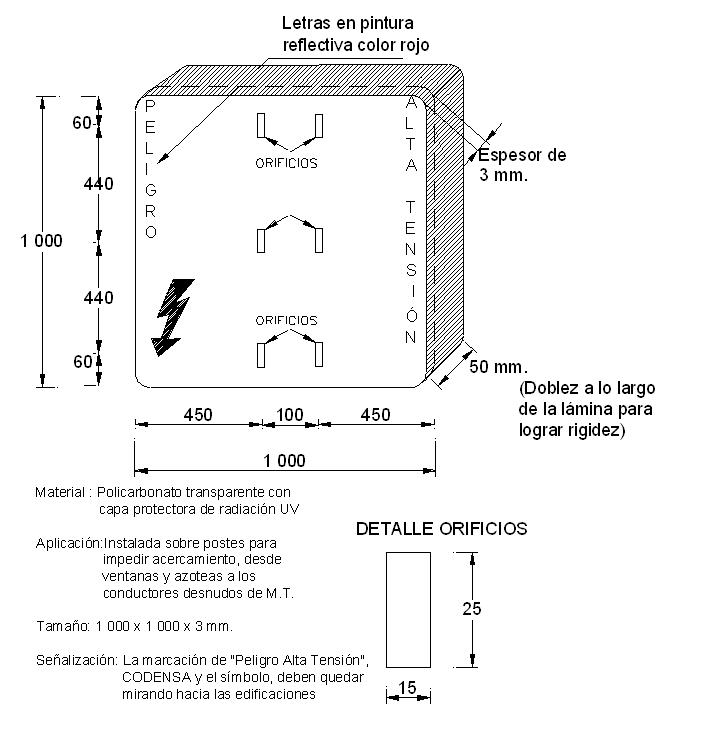 Letras en pintura
reflectiva color rojo
PELIGRO
ALTA TENSIÓN
60
440
1 000
440
60
ORIFICIOS
ORIFICIOS
Espesor de
3 mm.
50 mm.
(Doblez a lo largo
de la lámina para
lograr rigidez)
450
100
450
1 000
Material : Policarbonato transparente con
capa protectora de radiación UV
Aplicación:Instalada sobre postes para
impedir acercamiento, desde
ventanas y azoteas a los
conductores desnudos de M.T.
Tamaño: 1 000 x 1 000 x 3 mm.
Señalización: La marcación de "Peligro Alta Tensión",
CODENSA y el símbolo, deben quedar
mirando hacia las edificaciones
DETALLE ORIFICIOS
25
15